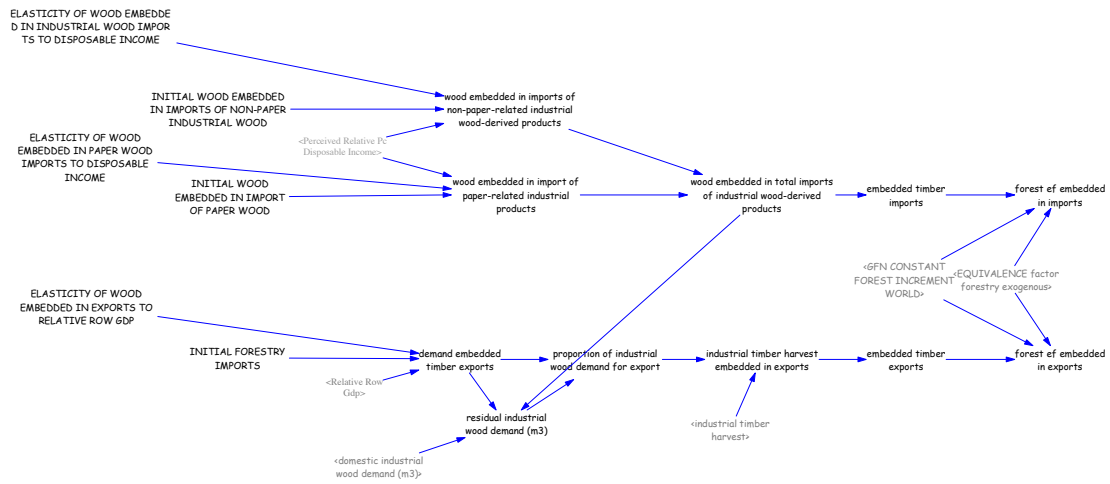 ELASTICITY OF WOOD EMBEDDE
D IN INDUSTRIAL WOOD IMPOR
TS TO DISPOSABLE INCOME
INITIAL WOOD EMBEDDED
IN IMPORTS OF NON-PAPER
INDUSTRIAL WOOD
wood embedded in imports of
non-paper-related industrial
wood-derived products
ELASTICITY OF WOOD
EMBEDDED IN PAPER WOOD
IMPORTS TO DISPOSABLE
INCOME
<Perceived Relative Pc
Disposable Income>
INITIAL WOOD
EMBEDDED IN IMPORT
OF PAPER WOOD
wood embedded in import of
paper-related industrial
products
wood embedded in total imports
of industrial wood-derived
products
embedded timber
imports
forest ef embedded
in imports
<GFN CONSTANT
FOREST INCREMENT
WORLD>
<EQUIVALENCE factor
forestry exogenous>
ELASTICITY OF WOOD
EMBEDDED IN EXPORTS TO
RELATIVE ROW GDP
INITIAL FORESTRY
IMPORTS
<Relative Row
Gdp>
demand embedded
timber exports
proportion of industrial
wood demand for export
industrial timber harvest
embedded in exports
embedded timber
exports
forest ef embedded
in exports
residual industrial
wood demand (m3)
<industrial timber
harvest>
<domestic industrial
wood demand (m3)>